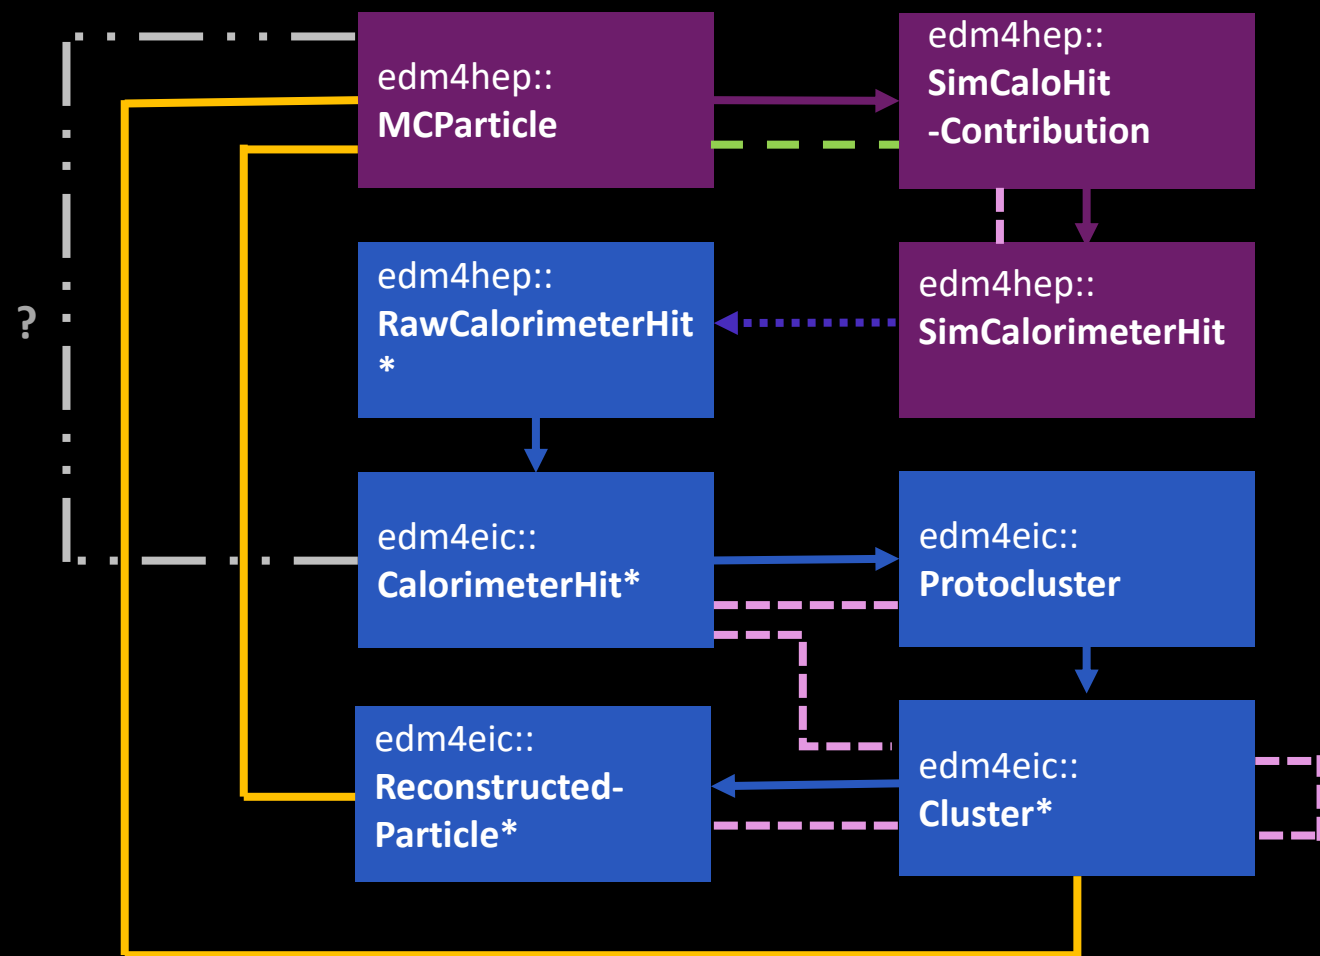 edm4hep::
MCParticle
edm4hep::
SimCaloHit
-Contribution
edm4hep::
RawCalorimeterHit
*
edm4hep::
SimCalorimeterHit
?
edm4eic::
CalorimeterHit*
edm4eic::
Protocluster
edm4eic::
Reconstructed-
Particle*
edm4eic::
Cluster*